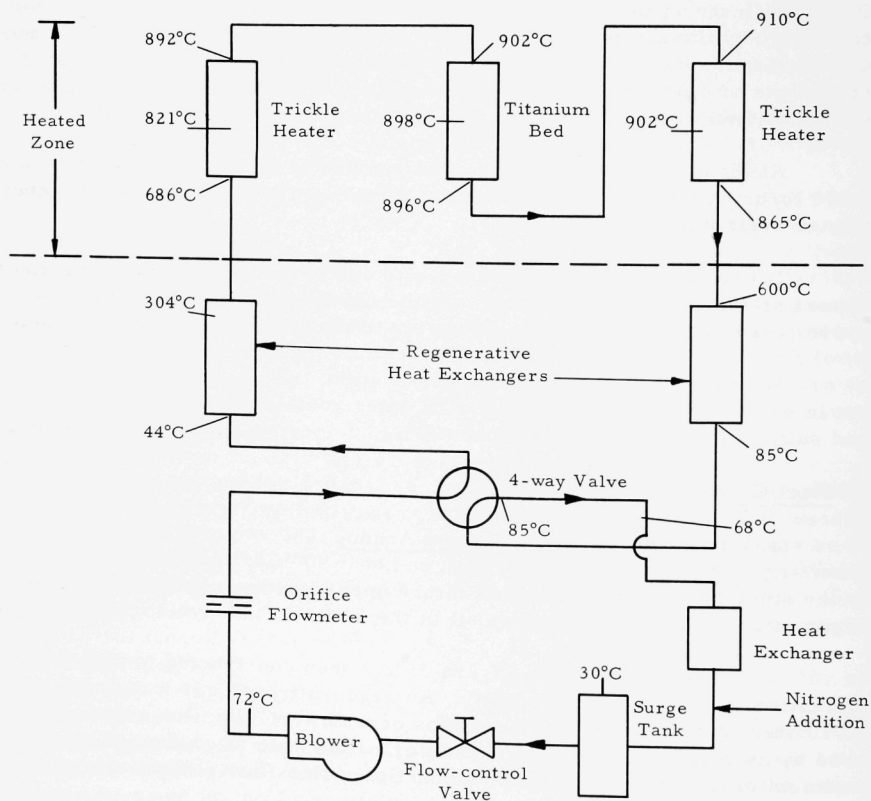 892°C
902°C
910°C
Heated
Zone
821°C
Trickle
Heater
898°C
Titanium
Bed
902°C
Trickle
Heater
686°C
896°C
865°C
304°C
600°C
Regenerative
Heat Exchangers
44°C
85°C
4-way Valve
85°C
68°C
Orifice
Flowmeter
Heat
Exchanger
30°C
72°C
Surge
Tank
Nitrogen
Addition
Blower
Flow-control
Valve